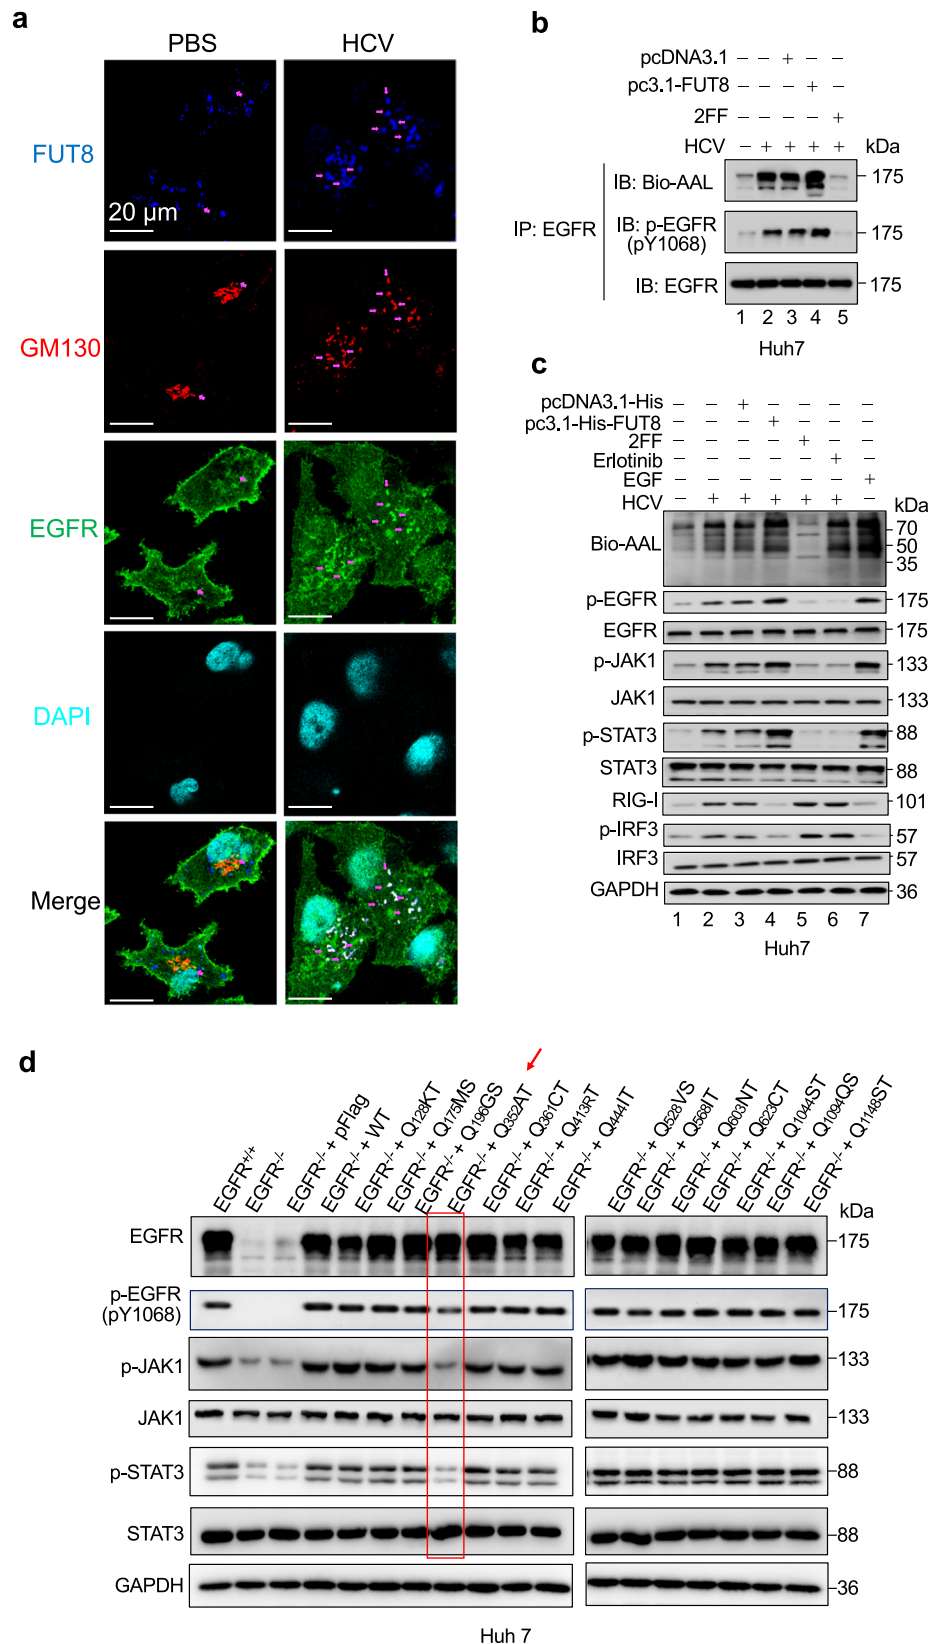 a
PBS HCV
FUT8
20 µm
GM130
EGFR
DAPI
Merge
b
pcDNA3.1 – – + – –
pc3.1-FUT8 – – – + –
2FF – – – – +
HCV – + + + + kDa
IP: EGFR
IB: Bio-AAL 175
IB: p-EGFR (pY1068) 175
IB: EGFR 175
1 2 3 4 5
Huh7
c
pcDNA3.1-His – – + – – – –
pc3.1-His-FUT8 – – – + – – –
2FF – – – – + – –
Erlotinib – – – – – + –
EGF – – – – – – +
HCV – + + + + + –
kDa
Bio-AAL 70 50 35
p-EGFR 175
EGFR 175
p-JAK1 133
JAK1 133
p-STAT3 88
STAT3 88
RIG-I 101
p-IRF3 57
IRF3 57
GAPDH 36
1 2 3 4 5 6 7
Huh7
d
EGFR+/+
EGFR-/-
EGFR-/- + pFlag
EGFR-/- + WT
EGFR-/- + Q128KT
EGFR-/- + Q175MS
EGFR-/- + Q196GS
EGFR-/- + Q352AT
EGFR-/- + Q361CT
EGFR-/- + Q413RT
EGFR-/- + Q444IT
EGFR-/- + Q528VS
EGFR-/- + Q568IT
EGFR-/- + Q603NT
EGFR-/- + Q623CT
EGFR-/- + Q1044ST
EGFR-/- + Q1094QS
EGFR-/- + Q1148ST
kDa
EGFR 175
p-EGFR (pY1068) 175
p-JAK1 133
JAK1 133
p-STAT3 88
STAT3 88
GAPDH 36
Huh 7